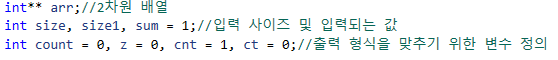 int** arr;//2차원 배열
int size, size1, sum = 1;//입력 사이즈 및 입력되는 값
int count = 0, z = 0, cnt = 1, ct = 0;//출력 형식을 맞추기 위한 변수 정의